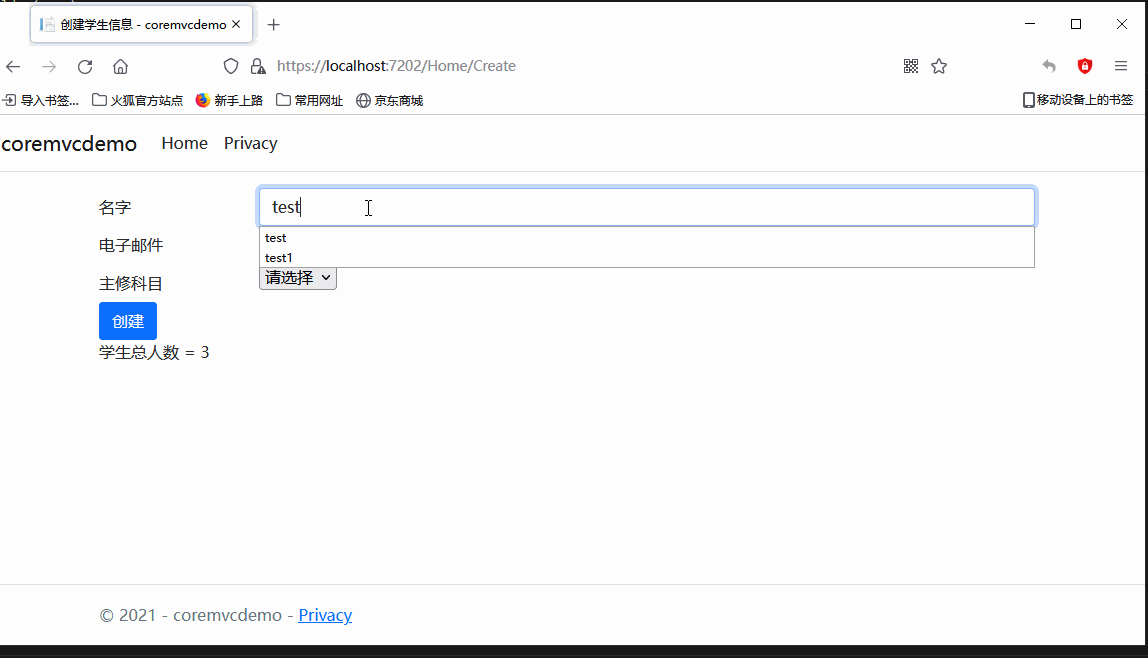 创建学生信息 - coremvcdemo
https://localhost:7202/Home/Create
导入书签... 火狐官方站点 新手上路 常用网址 京东商城 移动设备上的书签
coremvcdemo Home Privacy
名字 test
test
电子邮件
test1
主修科目 请选择
创建
学生总人数 = 3
© 2021 - coremvcdemo - Privacy